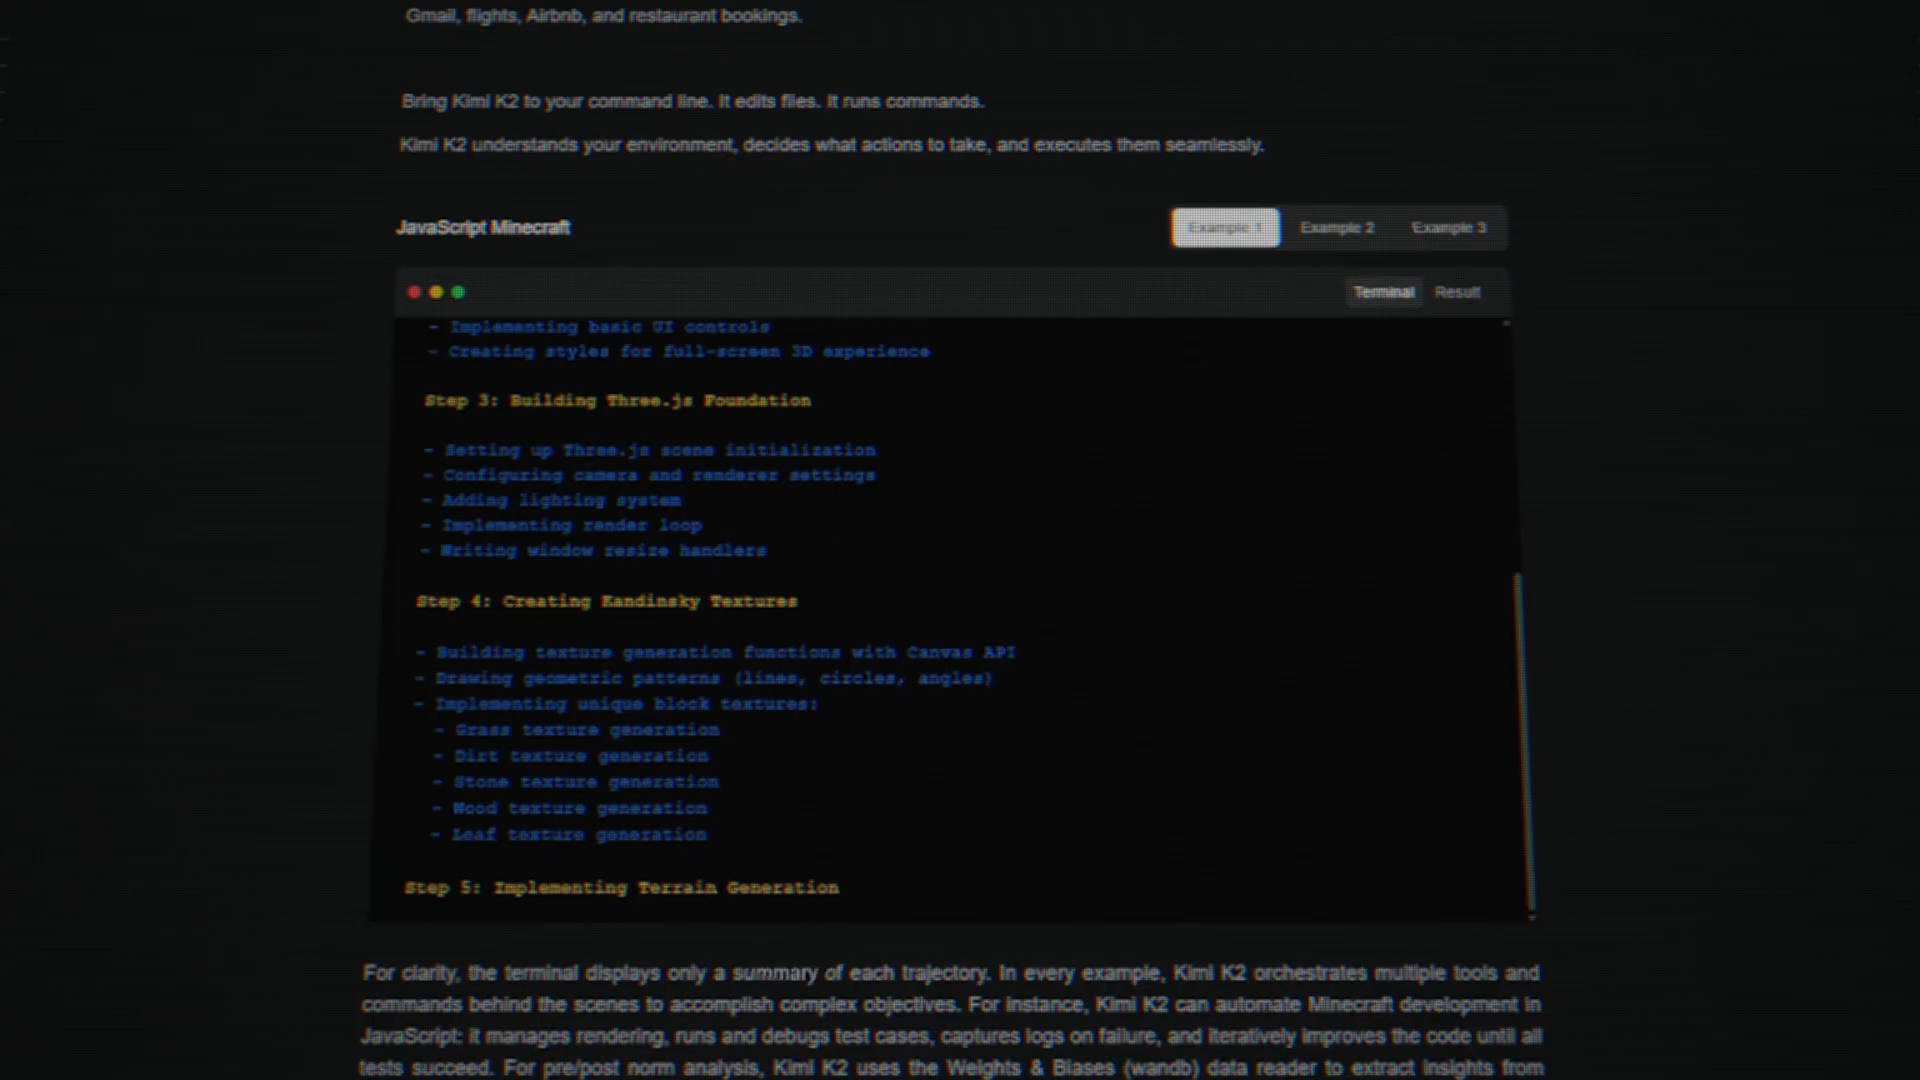 Gmail, flights, Airbnb, and restaurant bookings.
Bring Kimi K2 to your command line. It edits files. It runs commands.
Kimi K2 understands your environment, decides what actions to take, and executes them seamlessly.
JavaScript Minecraft
Example 1 Example 2 Example 3
Terminal Result
- Implementing basic UI controls
- Creating styles for full-screen 3D experience
Step 3: Building Three.js Foundation
- Setting up Three.js scene initialization
- Configuring camera and renderer settings
- Adding lighting system
- Implementing render loop
- Writing window resize handlers
Step 4: Creating Kandinsky Textures
- Building texture generation functions with Canvas API
- Drawing geometric patterns (lines, circles, angles)
- Implementing unique block textures:
- Grass texture generation
- Dirt texture generation
- Stone texture generation
- Wood texture generation
- Leaf texture generation
Step 5: Implementing Terrain Generation
For clarity, the terminal displays only a summary of each trajectory. In every example, Kimi K2 orchestrates multiple tools and
commands behind the scenes to accomplish complex objectives. For instance, Kimi K2 can automate Minecraft development in
JavaScript: it manages rendering, runs and debugs test cases, captures logs on failure, and iteratively improves the code until all
tests succeed. For pre/post norm analysis, Kimi K2 uses the Weights & Biases (wandb) data reader to extract insights from